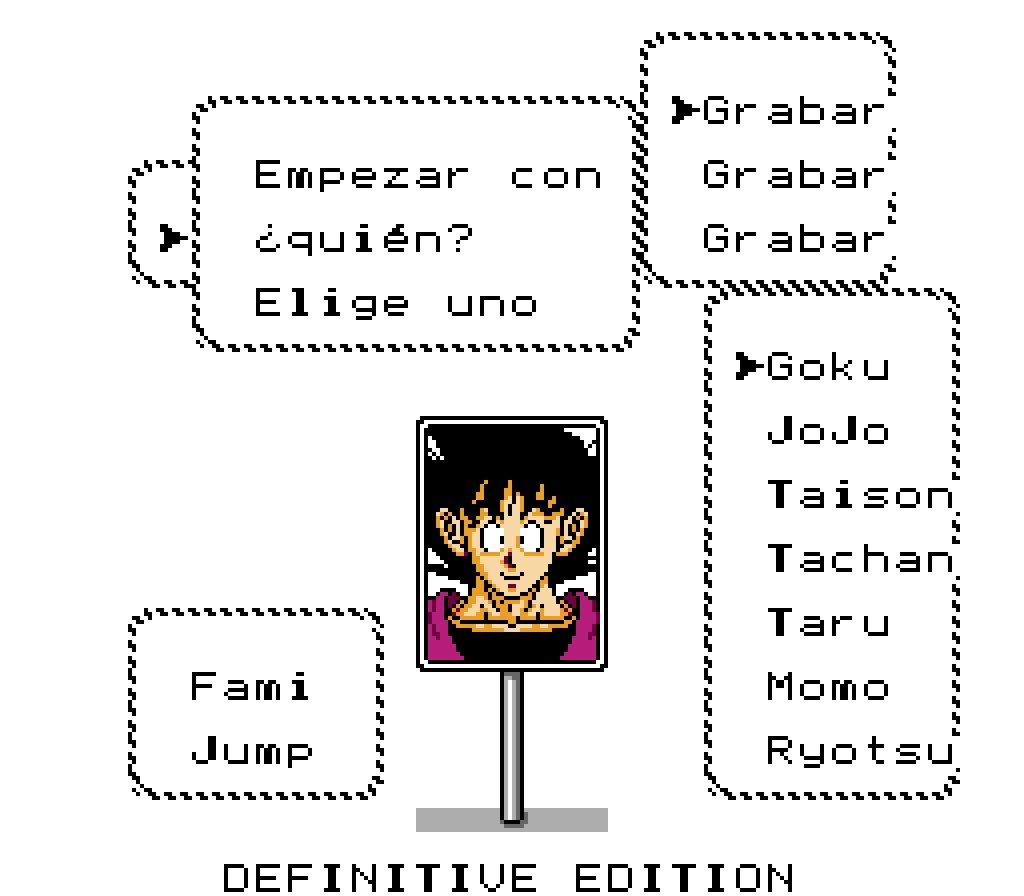 Grabar
Grabar
Grabar
Empezar con
¿quién?
Elige uno
Goku
JoJo
Taison
Tachan
Taru
Momo
Ryotsu
Fami
Jump
DEFINITIVE EDITION